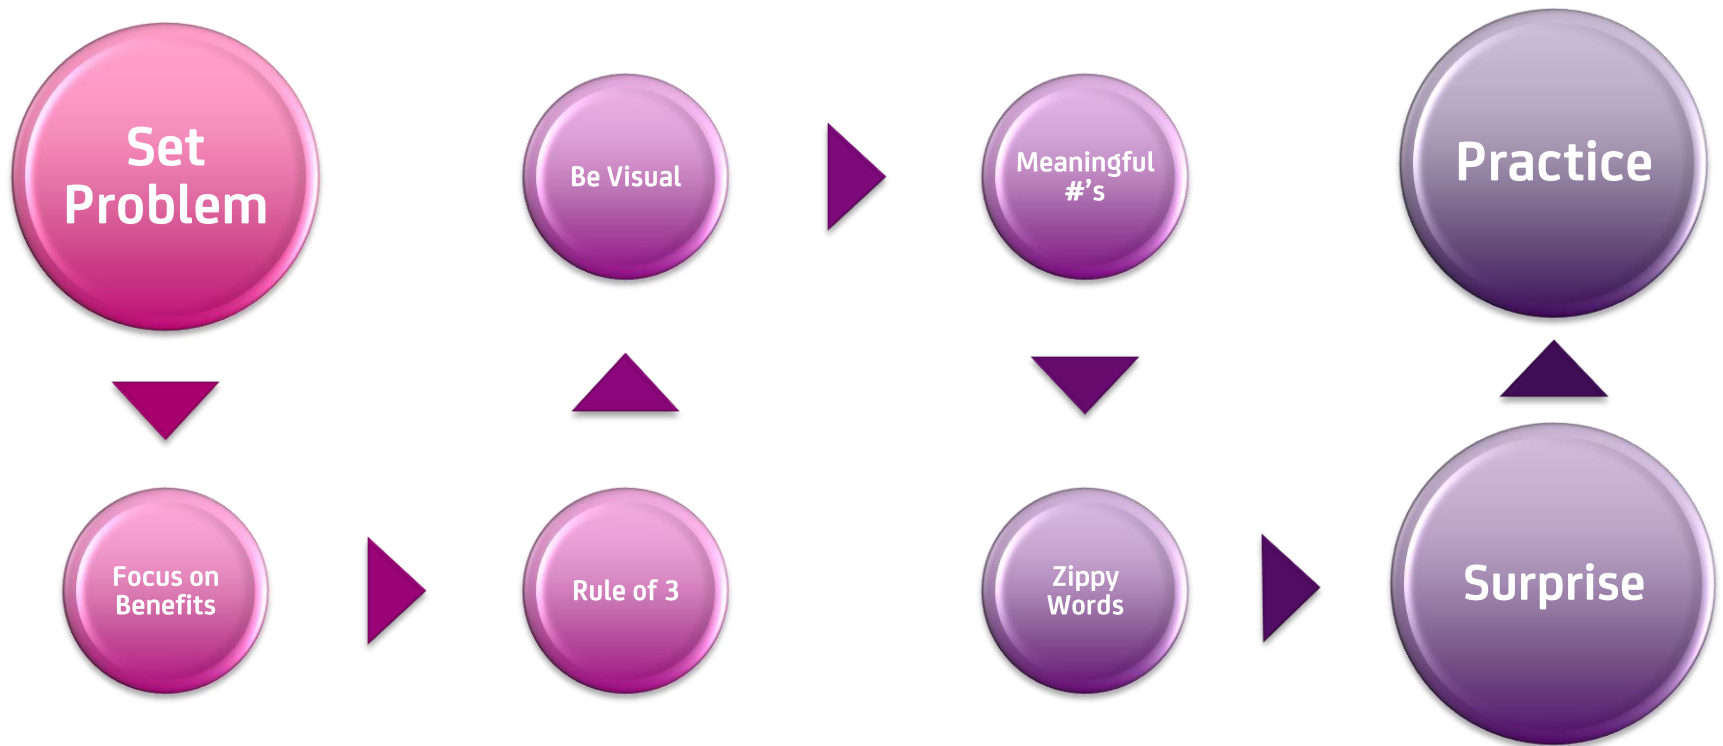 Set
Problem
Focus on
Benefits
Rule of 3
Be Visual
Meaningful
#'s
Zippy
Words
Surprise
Practice